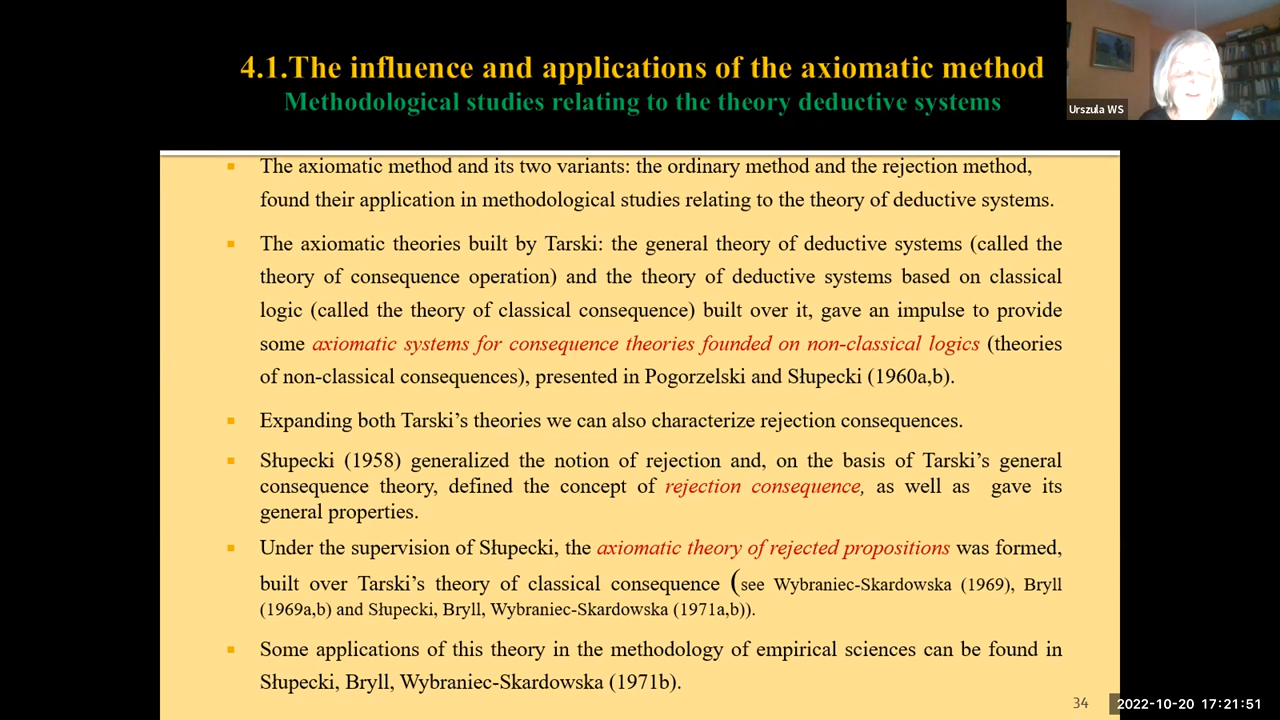 4.1.The influence and applications of the axiomatic method
Methodological studies relating to the theory deductive systems
Urszula WS
▪ The axiomatic method and its two variants: the ordinary method and the rejection method,
found their application in methodological studies relating to the theory of deductive systems.
▪ The axiomatic theories built by Tarski: the general theory of deductive systems (called the
theory of consequence operation) and the theory of deductive systems based on classical
logic (called the theory of classical consequence) built over it, gave an impulse to provide
some axiomatic systems for consequence theories founded on non-classical logics (theories
of non-classical consequences), presented in Pogorzelski and Słupecki (1960a,b).
▪ Expanding both Tarski’s theories we can also characterize rejection consequences.
▪ Słupecki (1958) generalized the notion of rejection and, on the basis of Tarski’s general
consequence theory, defined the concept of rejection consequence, as well as gave its
general properties.
▪ Under the supervision of Słupecki, the axiomatic theory of rejected propositions was formed,
built over Tarski’s theory of classical consequence (see Wybraniec-Skardowska (1969), Bryll
(1969a,b) and Słupecki, Bryll, Wybraniec-Skardowska (1971a,b)).
▪ Some applications of this theory in the methodology of empirical sciences can be found in
Słupecki, Bryll, Wybraniec-Skardowska (1971b).
34
2022-10-20 17:21:51